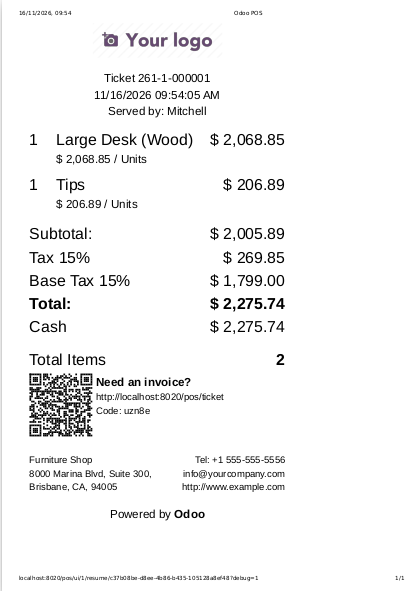 16/11/2026, 09:54 Odoo POS
Your logo
Ticket 261-1-000001
11/16/2026 09:54:05 AM
Served by: Mitchell
1 Large Desk (Wood) $ 2,068.85
$ 2,068.85 / Units
1 Tips $ 206.89
$ 206.89 / Units
Subtotal: $ 2,005.89
Tax 15% $ 269.85
Base Tax 15% $ 1,799.00
Total: $ 2,275.74
Cash $ 2,275.74
Total Items 2
Need an invoice?
http://localhost:8020/pos/ticket
Code: uzn8e
Furniture Shop Tel: +1 555-555-5556
8000 Marina Blvd, Suite 300, info@yourcompany.com
Brisbane, CA, 94005 http://www.example.com
Powered by Odoo
localhost:8020/pos/ui/1/resume/c37b08be-d8ee-4b86-b435-105128a8ef48?debug=1 1/1